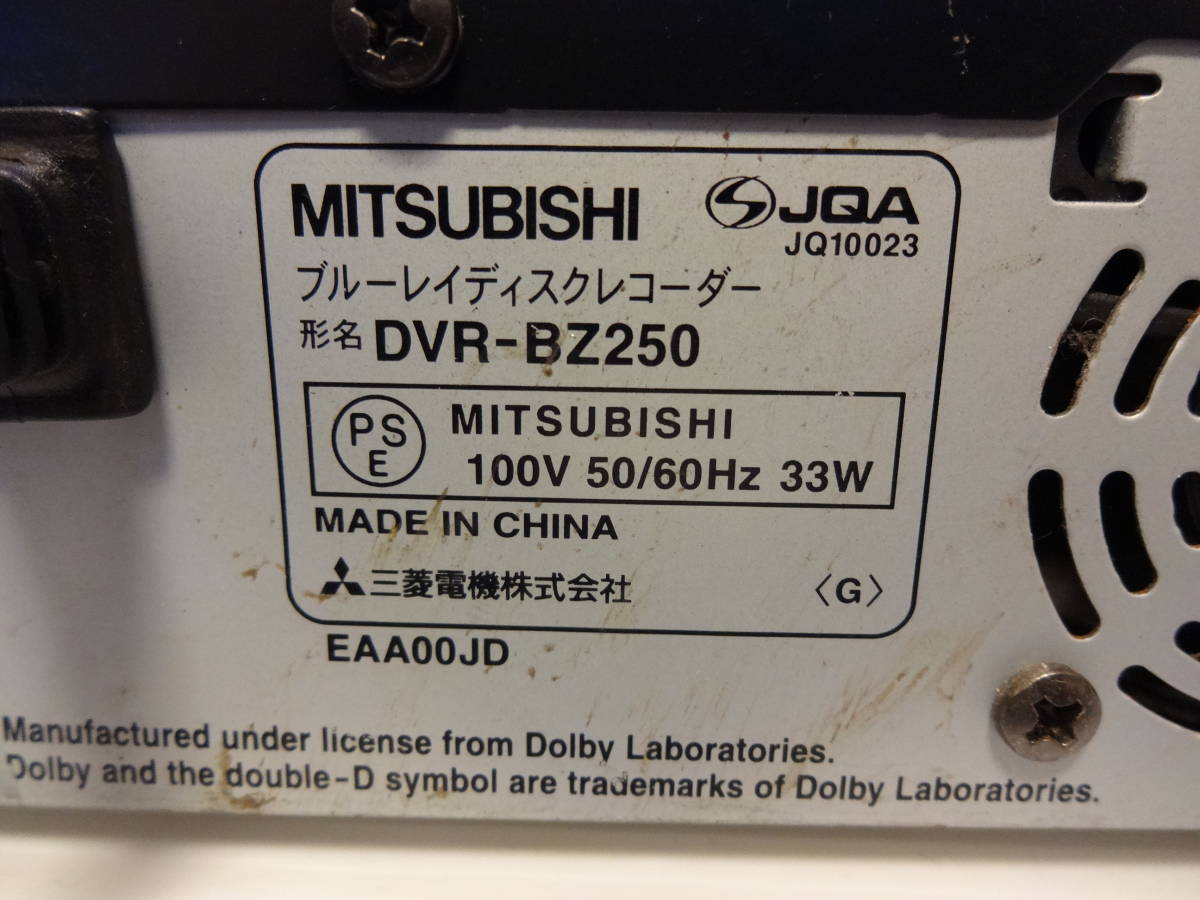 MITSUBISHI JQA
JQ10023
ブルーレイディスクレコーダー
形名 DVR-BZ250
PSE MITSUBISHI
100V 50/60Hz 33W
MADE IN CHINA
三菱電機株式会社 〈G〉
EAA00JD
Manufactured under license from Dolby Laboratories.
Dolby and the double-D symbol are trademarks of Dolby Laboratories.